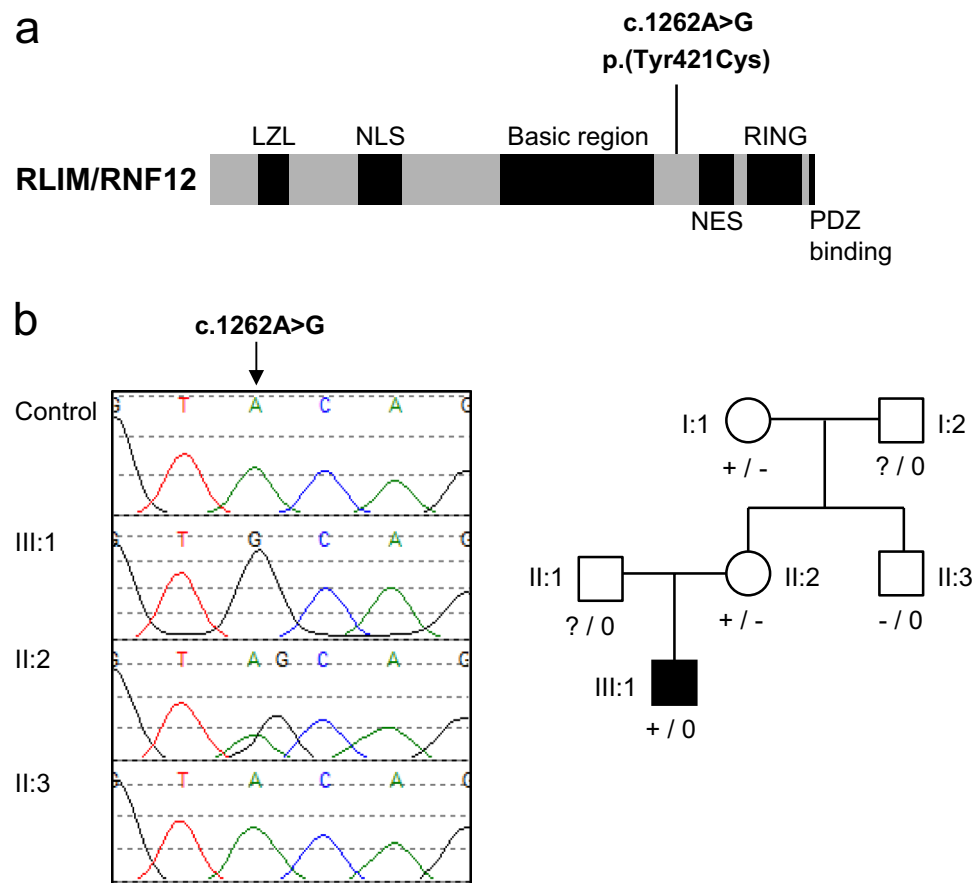 a
c.1262A>G
p.(Tyr421Cys)
LZL NLS Basic region RING
RLIM/RNF12
NES PDZ
binding
b
c.1262A>G
Control
G T A C A G
III:1
G T G C A G
II:2
G T A G C A G
II:3
G T A C A G
I:1 I:2
+ / - ? / 0
II:1 II:2 II:3
? / 0 + / - - / 0
III:1
+ / 0